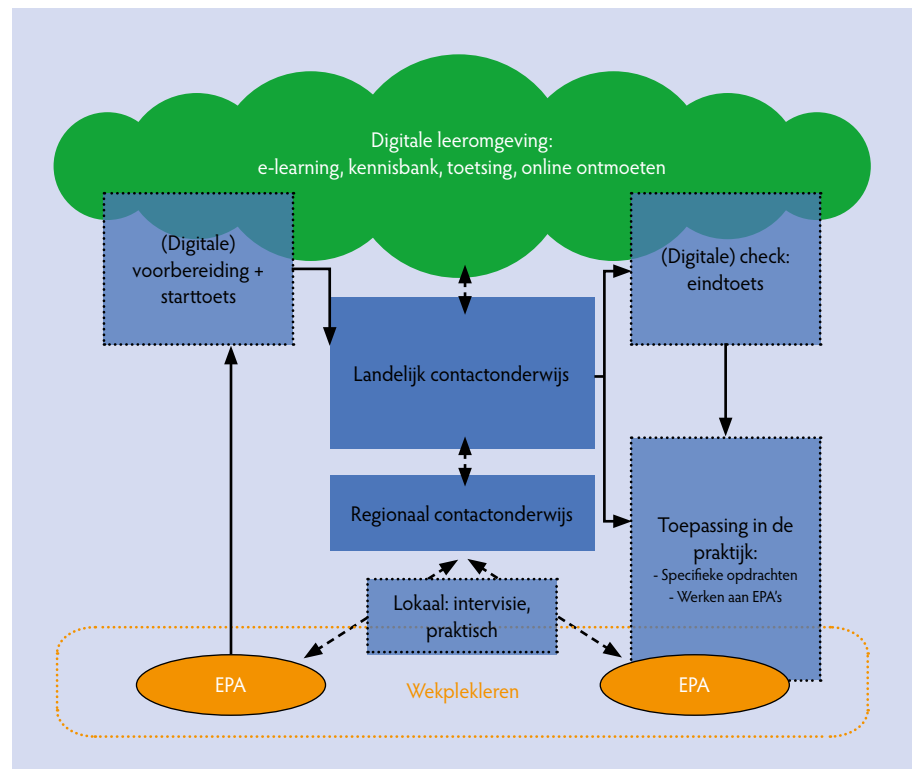 Digitale leeromgeving:
e-learning, kennisbank, toetsing, online ontmoeten
(Digitale)
voorbereiding +
starttoets
(Digitale) check:
eindtoets
Landelijk contactonderwijs
Regionaal contactonderwijs
Toepassing in de
praktijk:
- Specifieke opdrachten
- Werken aan EPA's
Lokaal: intervisie,
praktisch
EPA
Wekplekleren
EPA